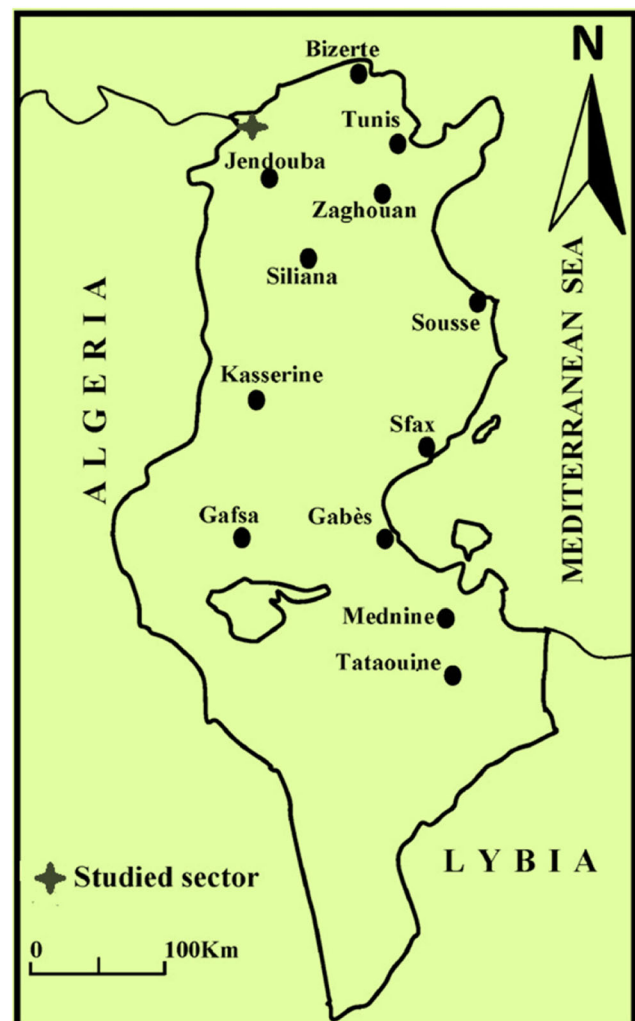 Bizerte
N
Tunis
Jendouba
Zaghouan
Siliana
Sousse
MEDITERRANEAN SEA
ALGERIA
Kasserine
Sfax
Gafsa
Gabès
Mednine
Tataouine
LYBIA
Studied sector
0 100Km